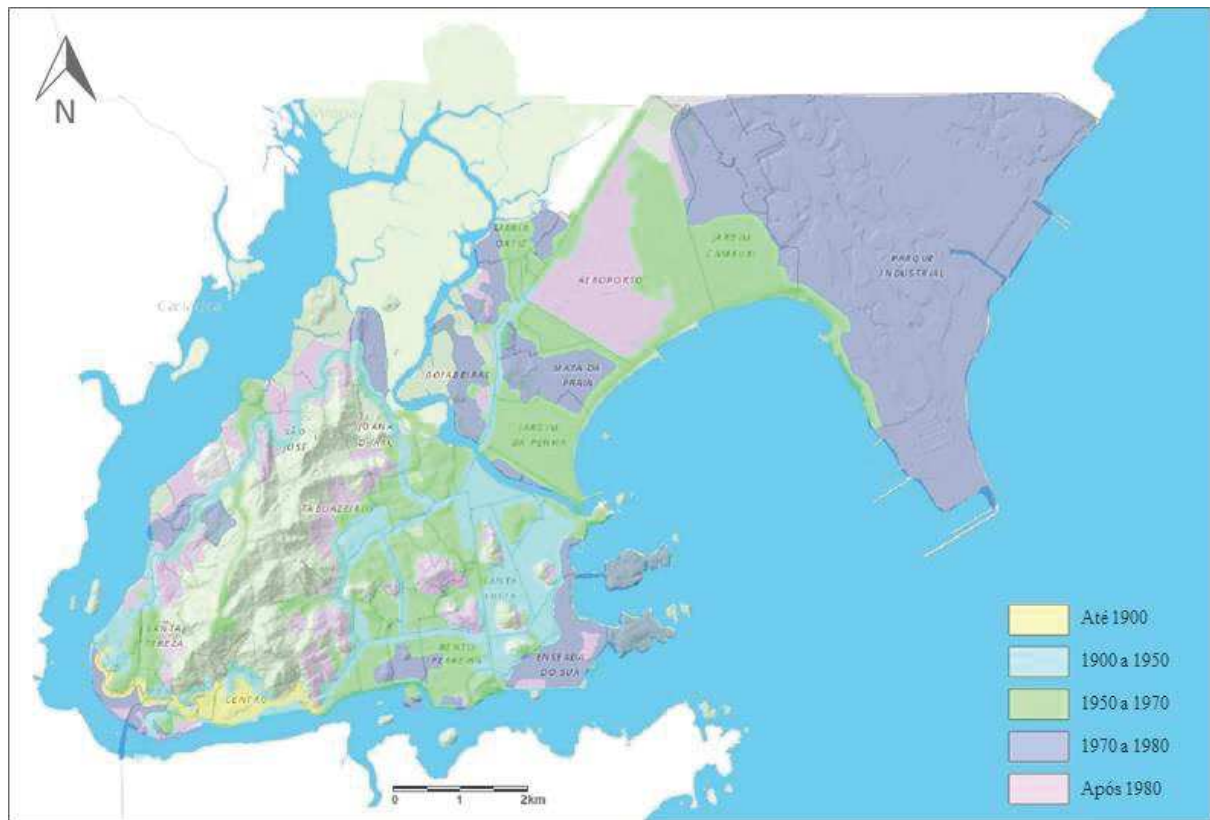 N
AEROPORTO
JARDIM CAMBURI
PARQUE
INDUSTRIAL
GOIABEIRAS
MATA DA
PRAIA
JARDIM
DA PENHA
SÃO
JOSÉ
JOANA
D'ARC
TABUAZEIRO
SANTA
LUCIA
SANTA
TEREZA
BENTO
FERREIRA
ENSEADA
DO SUÁ
CENTRO
0 1 2km
Até 1900
1900 a 1950
1950 a 1970
1970 a 1980
Após 1980